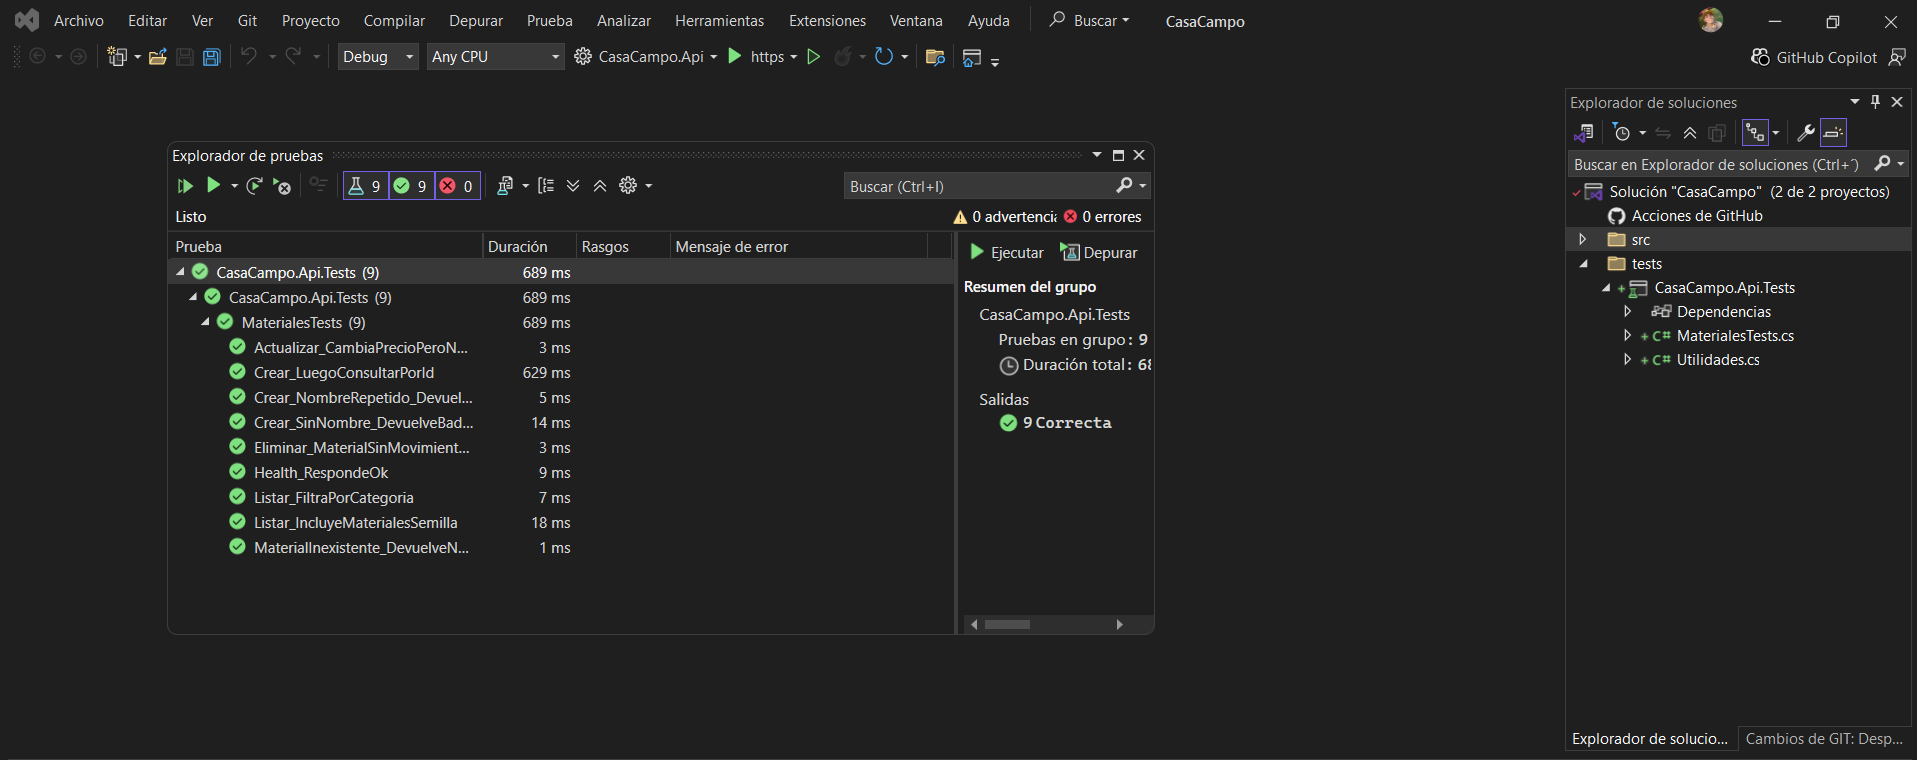 Archivo Editar Ver Git Proyecto Compilar Depurar Prueba Analizar Herramientas Extensiones Ventana Ayuda Buscar CasaCampo
Debug Any CPU CasaCampo.Api https GitHub Copilot
Explorador de pruebas
9 9 0 Buscar (Ctrl+I)
Listo 0 advertencia 0 errores
Prueba Duración Rasgos Mensaje de error
CasaCampo.Api.Tests (9) 689 ms
CasaCampo.Api.Tests (9) 689 ms
MaterialesTests (9) 689 ms
Actualizar_CambiaPrecioPeroN... 3 ms
Crear_LuegoConsultarPorId 629 ms
Crear_NombreRepetido_Devuel... 5 ms
Crear_SinNombre_DevuelveBad... 14 ms
Eliminar_MaterialSinMovimient... 3 ms
Health_RespondeOk 9 ms
Listar_FiltraPorCategoria 7 ms
Listar_IncluyeMaterialesSemilla 18 ms
MaterialInexistente_DevuelveN... 1 ms
Ejecutar Depurar
Resumen del grupo
CasaCampo.Api.Tests
Pruebas en grupo: 9
Duración total: 68
Salidas
9 Correcta
Explorador de soluciones
Buscar en Explorador de soluciones (Ctrl+´)
Solución "CasaCampo" (2 de 2 proyectos)
Acciones de GitHub
src
tests
CasaCampo.Api.Tests
Dependencias
C# MaterialesTests.cs
C# Utilidades.cs
Explorador de solucio... Cambios de GIT: Desp...